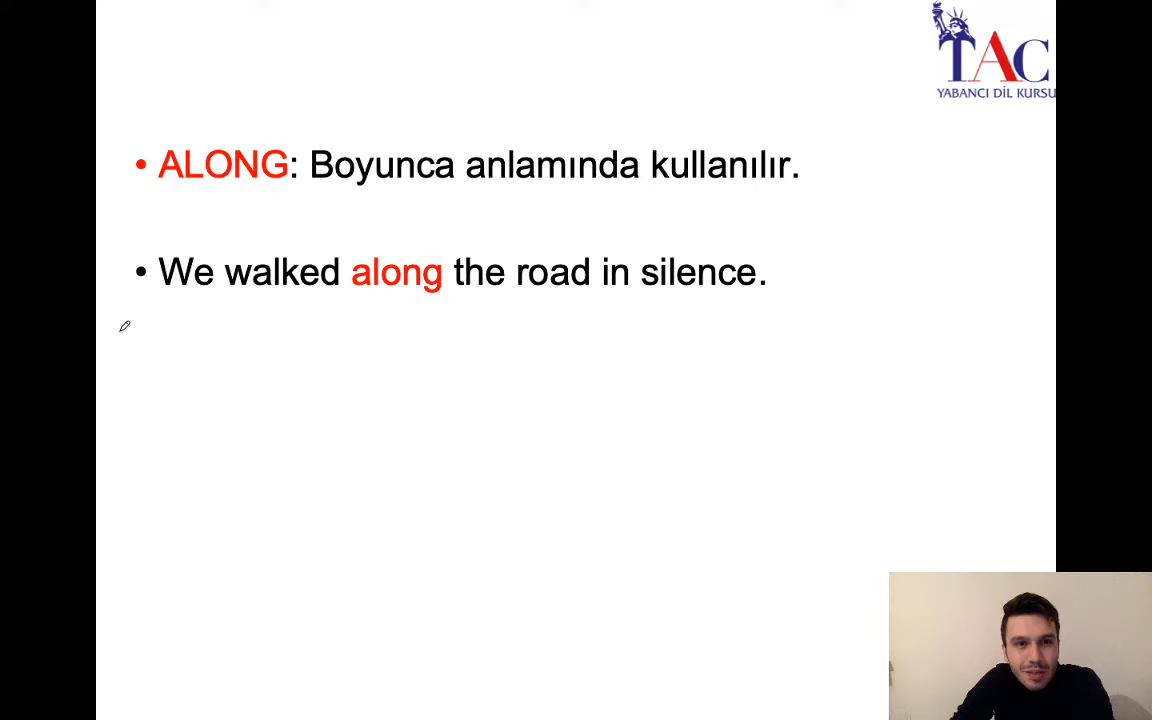 TAC
YABANCI DİL KURSU
• ALONG: Boyunca anlamında kullanılır.
• We walked along the road in silence.